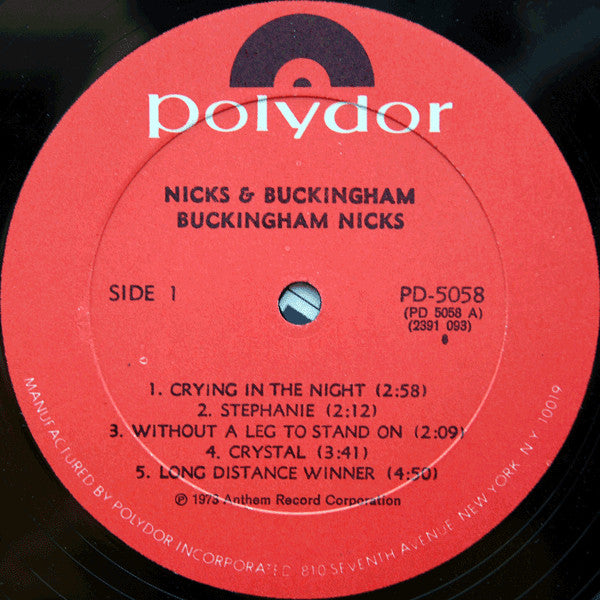 polydor
NICKS & BUCKINGHAM
BUCKINGHAM NICKS
SIDE 1
PD-5058
(PD 5058 A)
(2391 093)
1. CRYING IN THE NIGHT (2:58)
2. STEPHANIE (2:12)
3. WITHOUT A LEG TO STAND ON (2:09)
4. CRYSTAL (3:41)
5. LONG DISTANCE WINNER (4:50)
℗ 1973 Anthem Record Corporation
MANUFACTURED BY POLYDOR INCORPORATED 810 SEVENTH AVENUE NEW YORK N.Y. 10019